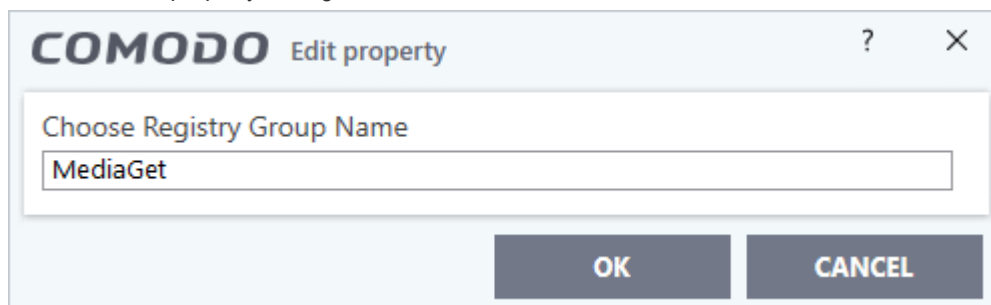 COMODO Edit property ? X
Choose Registry Group Name
MediaGet
OK CANCEL